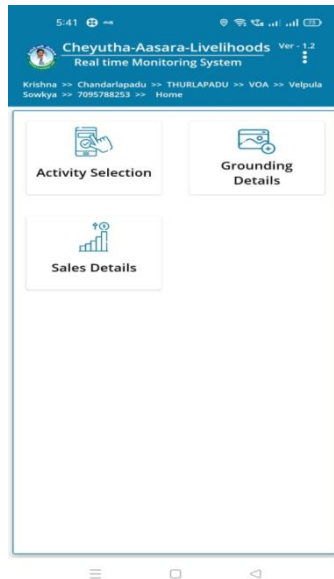 5:41
Cheyutha-Aasara-Livelihoods Ver - 1.2
Real time Monitoring System
Krishna >> Chandarlapadu >> THURLAPADU >> VOA >> Velpula
Sowkya >> 7095788253 >> Home
Activity Selection
Grounding
Details
Sales Details